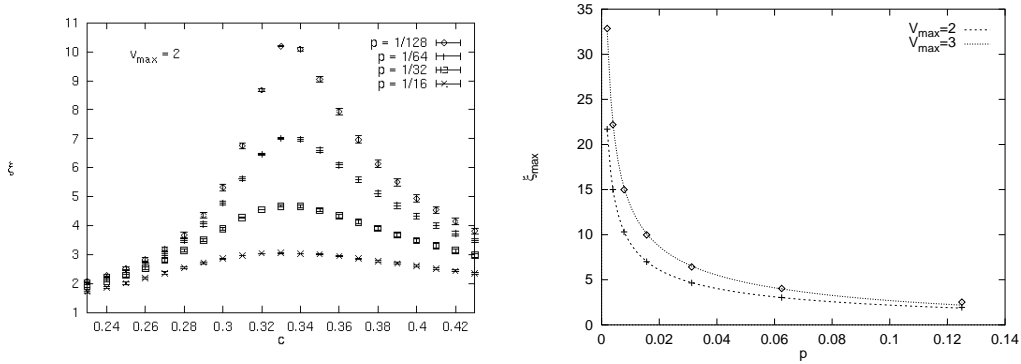 11
10
9
8
7
6
5
4
3
2
1
ξ
v_max = 2
p = 1/128
p = 1/64
p = 1/32
p = 1/16
0.24 0.26 0.28 0.3 0.32 0.34 0.36 0.38 0.4 0.42
c
35
30
25
20
15
10
5
0
ξ_max
V_max=2
V_max=3
0 0.02 0.04 0.06 0.08 0.1 0.12 0.14
p